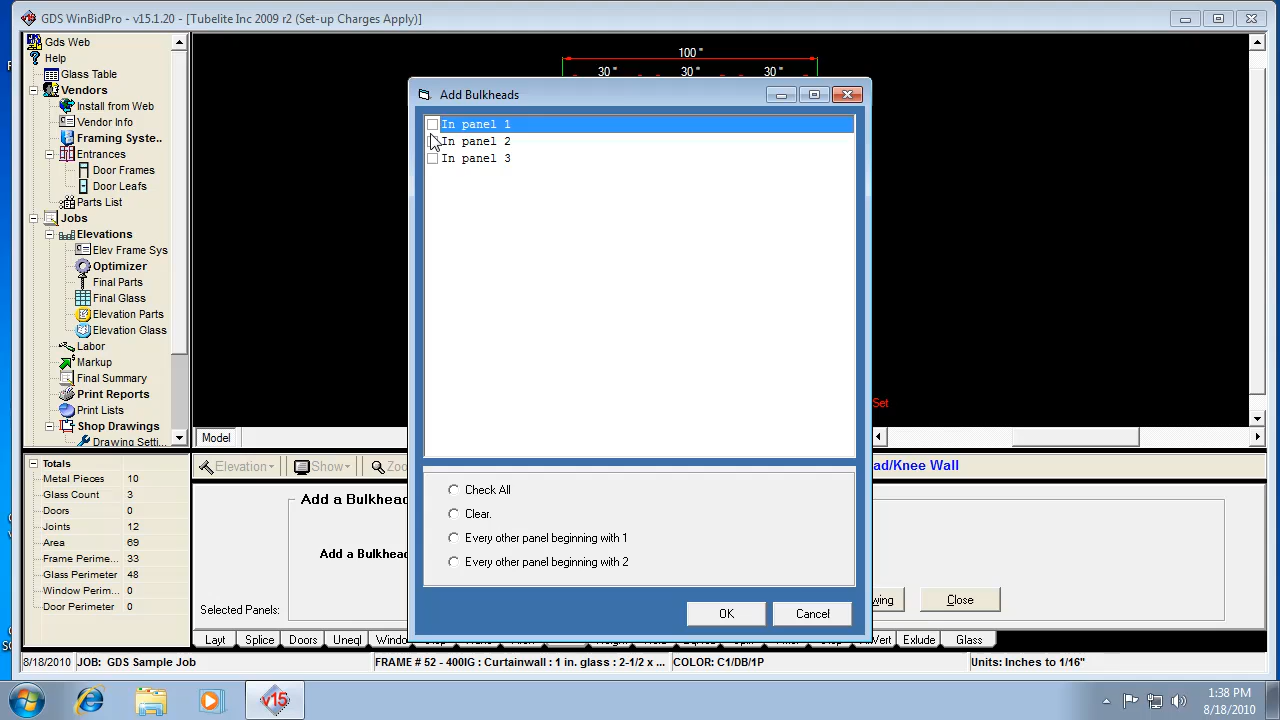 GDS WinBidPro - v15.1.20 - [Tubelite Inc 2009 r2 (Set-up Charges Apply)]
Gds Web
Help
Glass Table
Vendors
Install from Web
Vendor Info
Framing Syste..
Entrances
Door Frames
Door Leafs
Parts List
Jobs
Elevations
Elev Frame Sys
Optimizer
Final Parts
Final Glass
Elevation Parts
Elevation Glass
Labor
Markup
Final Summary
Print Reports
Print Lists
Shop Drawings
Drawing Setti...
100 "
30 " 30 " 30 "
Add Bulkheads
In panel 1
In panel 2
In panel 3
Check All
Clear.
Every other panel beginning with 1
Every other panel beginning with 2
OK Cancel
Set
Model
Elevation Show
ad/Knee Wall
Totals
Metal Pieces 10
Glass Count 3
Doors 0
Joints 12
Area 69
Frame Perime... 33
Glass Perimeter 48
Window Perim... 0
Door Perimeter 0
Add a Bulkhead
Add a Bulkhea
Selected Panels:
wing Close
Layt Splice Doors Uneql Windo Exlude Glass
8/18/2010 JOB: GDS Sample Job FRAME # 52 - 400IG : Curtainwall : 1 in. glass : 2-1/2 x ... COLOR: C1/DB/1P Units: Inches to 1/16"
v15
1:38 PM
8/18/2010